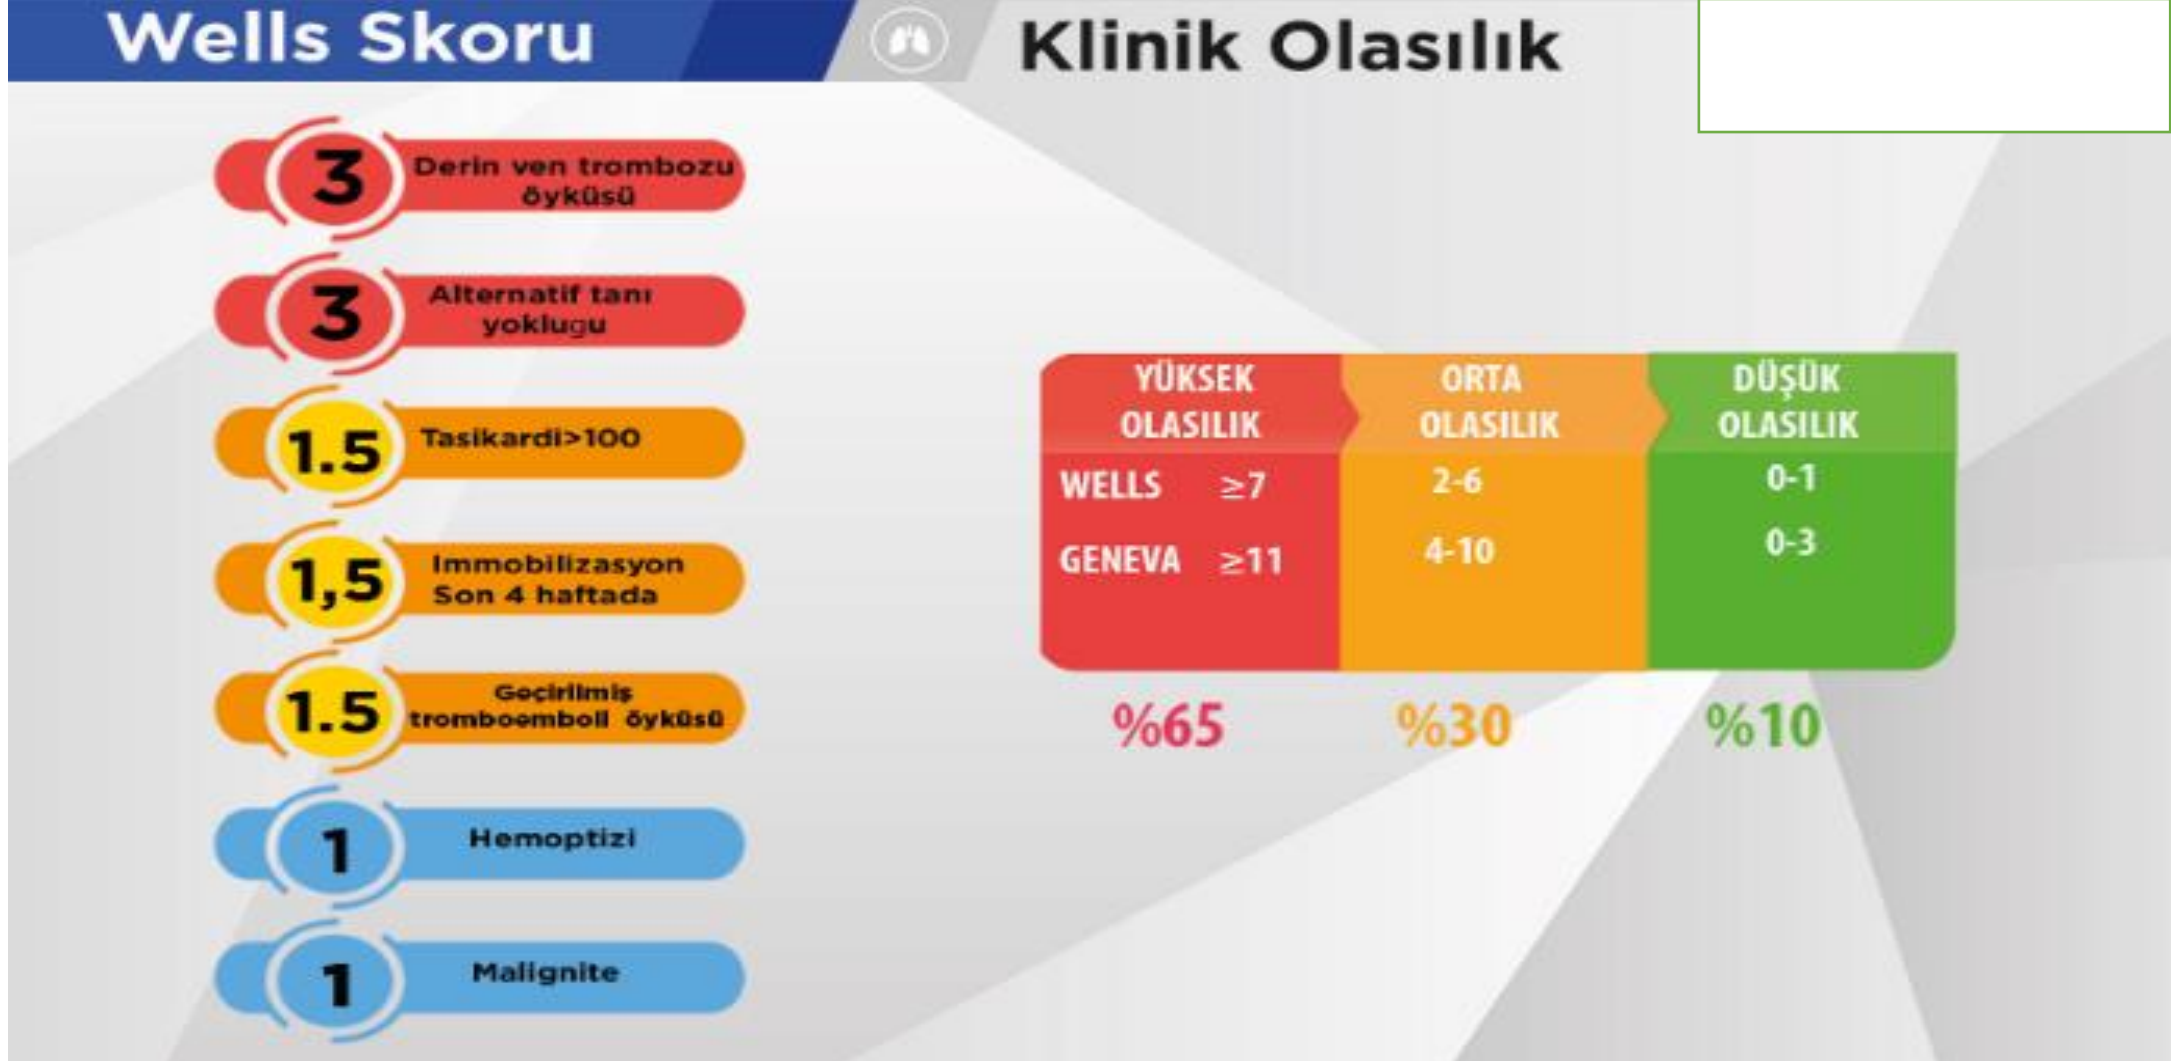 Wells Skoru
Klinik Olasılık
3
Derin ven trombozu
öyküsü
3
Alternatif tanı
yoklugu
1.5
Tasikardi>100
1,5
Immobilizasyon
Son 4 haftada
1.5
Geçirilmiş
tromboemboli öyküsü
1
Hemoptizi
1
Malignite
YÜKSEK
OLASILIK
ORTA
OLASILIK
DÜŞÜK
OLASILIK
WELLS ≥7 2-6 0-1
GENEVA ≥11 4-10 0-3
%65 %30 %10